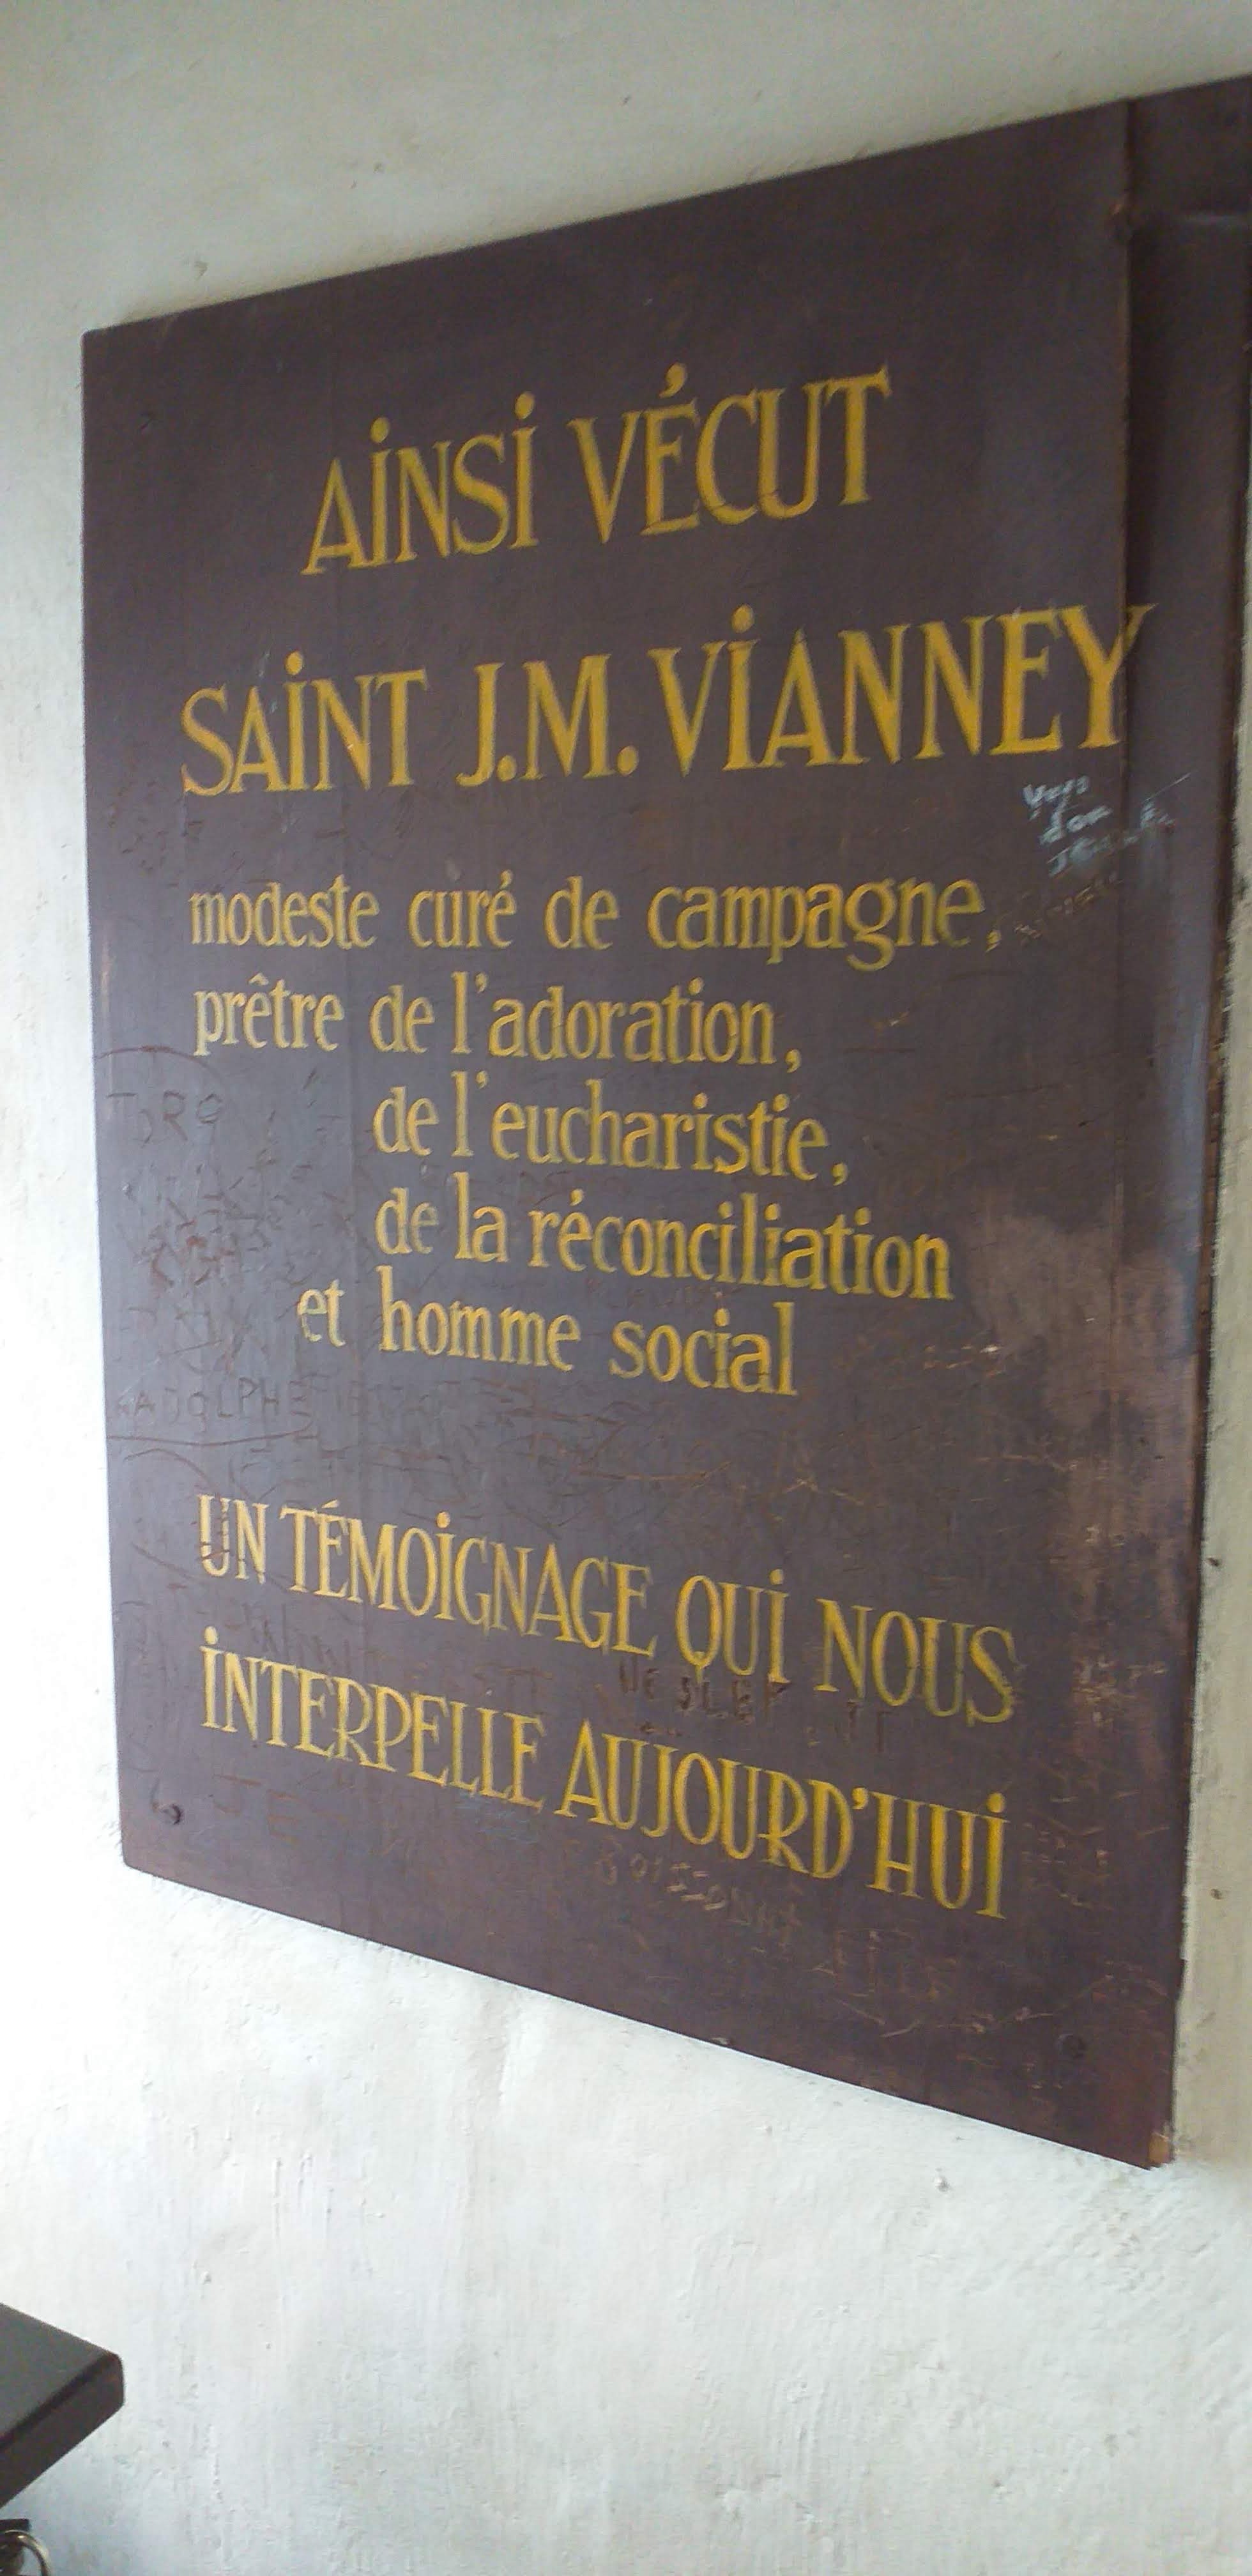 AINSI VÉCUT
SAINT J.M. VIANNEY
modeste curé de campagne,
prêtre de l'adoration,
de l'eucharistie,
de la réconciliation
et homme social
UN TÉMOIGNAGE QUI NOUS
INTERPELLE AUJOURD'HUI